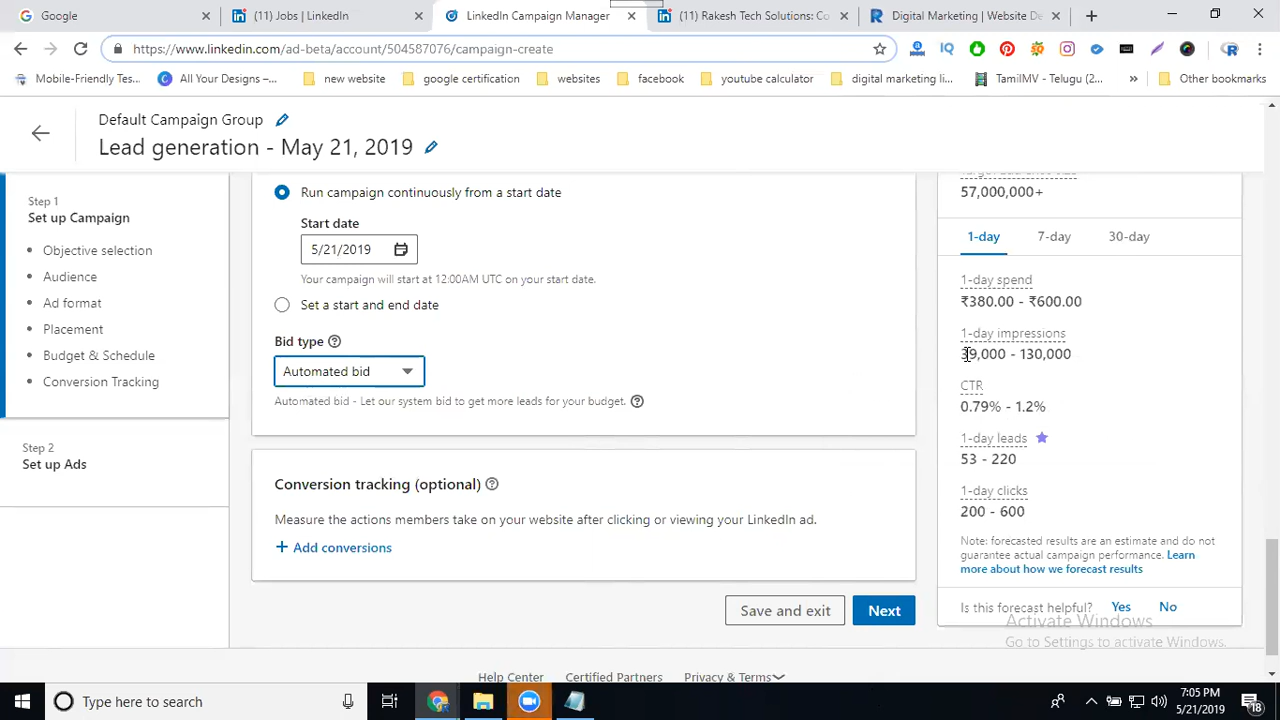 Google
(11) Jobs | LinkedIn
LinkedIn Campaign Manager
(11) Rakesh Tech Solutions: Co
Digital Marketing | Website De
https://www.linkedin.com/ad-beta/account/504587076/campaign-create
Mobile-Friendly Tes...
All Your Designs –...
new website
google certification
websites
facebook
youtube calculator
digital marketing li...
TamilMV - Telugu (2...
Other bookmarks
Default Campaign Group
Lead generation - May 21, 2019
Step 1
Set up Campaign
Objective selection
Audience
Ad format
Placement
Budget & Schedule
Conversion Tracking
Step 2
Set up Ads
Run campaign continuously from a start date
Start date
5/21/2019
Your campaign will start at 12:00AM UTC on your start date.
Set a start and end date
Bid type
Automated bid
Automated bid - Let our system bid to get more leads for your budget.
Conversion tracking (optional)
Measure the actions members take on your website after clicking or viewing your LinkedIn ad.
+ Add conversions
Save and exit
Next
57,000,000+
1-day
7-day
30-day
1-day spend
₹380.00 - ₹600.00
1-day impressions
39,000 - 130,000
CTR
0.79% - 1.2%
1-day leads
53 - 220
1-day clicks
200 - 600
Note: forecasted results are an estimate and do not
guarantee actual campaign performance. Learn
more about how we forecast results
Is this forecast helpful? Yes No
Activate Windows
Go to Settings to activate Windows.
Help Center
Certified Partners
Privacy & Terms
Type here to search
7:05 PM
5/21/2019
18